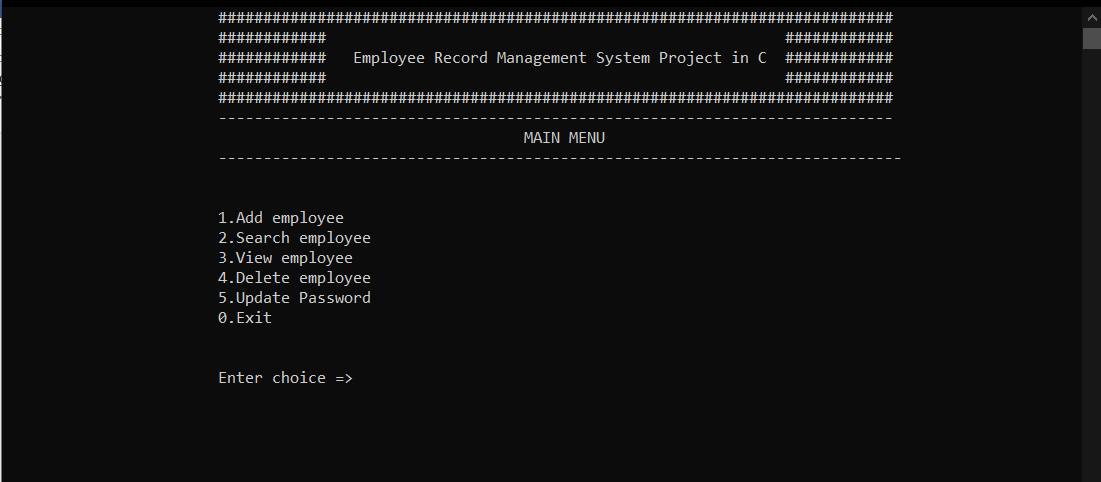 ###########################################################################
############                                                   ############
############   Employee Record Management System Project in C  ############
############                                                   ############
###########################################################################
---------------------------------------------------------------------------
MAIN MENU
----------------------------------------------------------------------------
1.Add employee
2.Search employee
3.View employee
4.Delete employee
5.Update Password
0.Exit
Enter choice =>